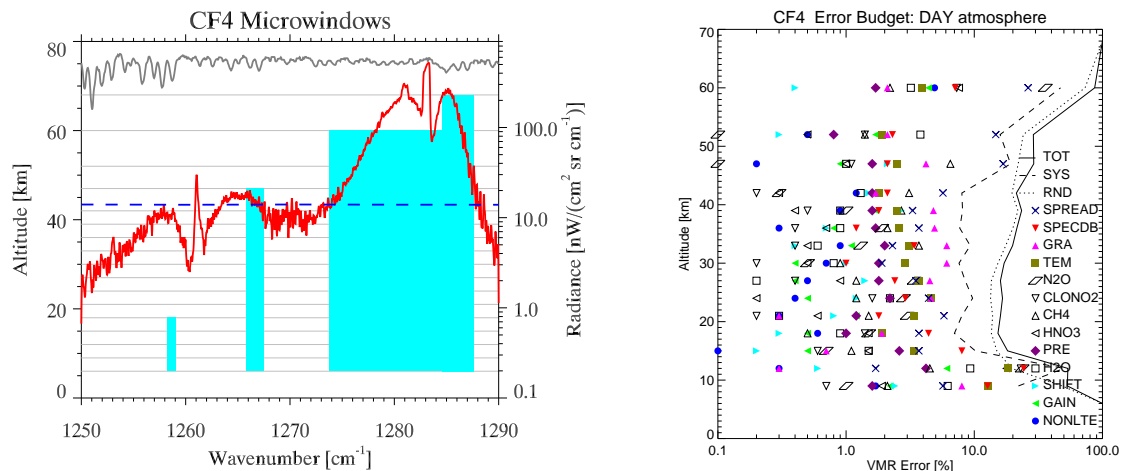 CF4 Microwindows
80
60
40
20
0
Altitude [km]
100.0
10.0
1.0
0.1
Radiance [nW/(cm² sr cm⁻¹)]
1250 1260 1270 1280 1290
Wavenumber [cm⁻¹]
CF4 Error Budget: DAY atmosphere
70
60
50
40
30
20
10
0
Altitude [km]
TOT
SYS
RND
SPREAD
SPECDB
GRA
TEM
N2O
CLONO2
CH4
HNO3
PRE
H2O
SHIFT
GAIN
NONLTE
0.1 1.0 10.0 100.0
VMR Error [%]